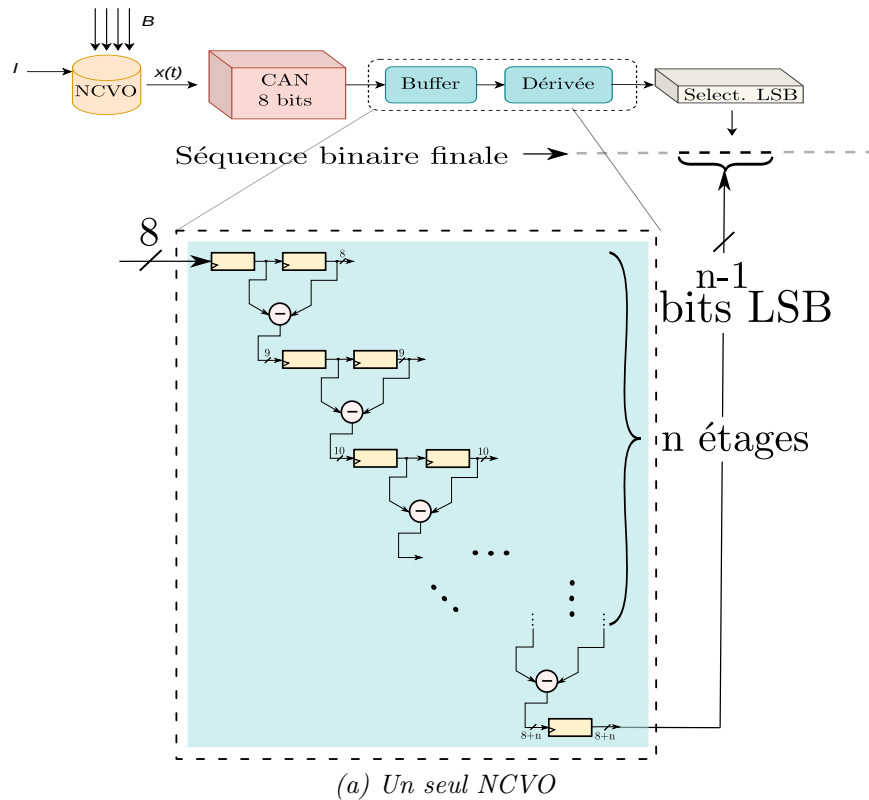 B
I
x(t)
NCVO
CAN
8 bits
Buffer
Dérivée
Select. LSB
Séquence binaire finale
8
8
n-1
bits LSB
9
9
n étages
10
10
8+n
8+n
(a) Un seul NCVO